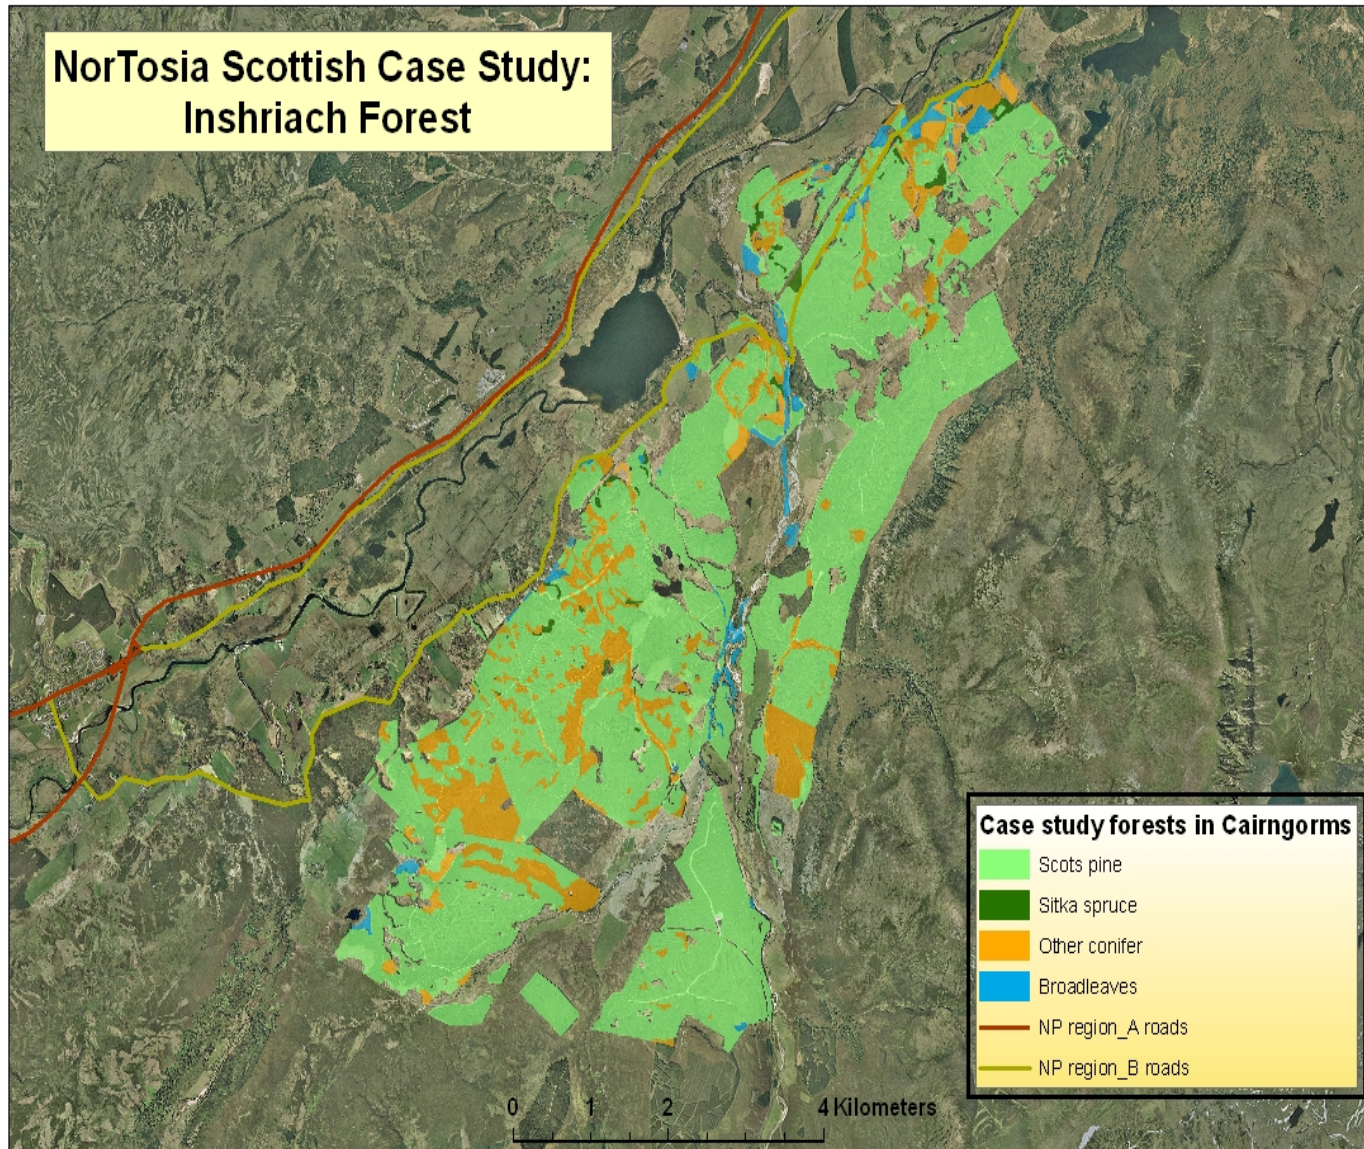 NorTosia Scottish Case Study:
Inshriach Forest
Case study forests in Cairngorms
Scots pine
Sitka spruce
Other conifer
Broadleaves
NP region_A roads
NP region_B roads
0 1 2 4 Kilometers